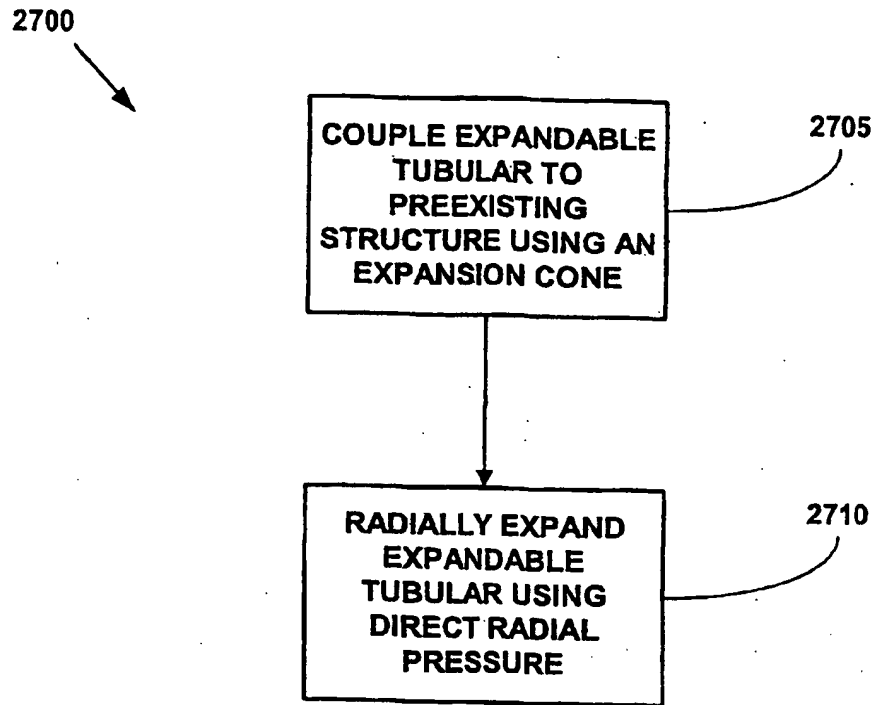 2700
COUPLE EXPANDABLE
TUBULAR TO
PREEXISTING
STRUCTURE USING AN
EXPANSION CONE
2705
RADIALLY EXPAND
EXPANDABLE
TUBULAR USING
DIRECT RADIAL
PRESSURE
2710